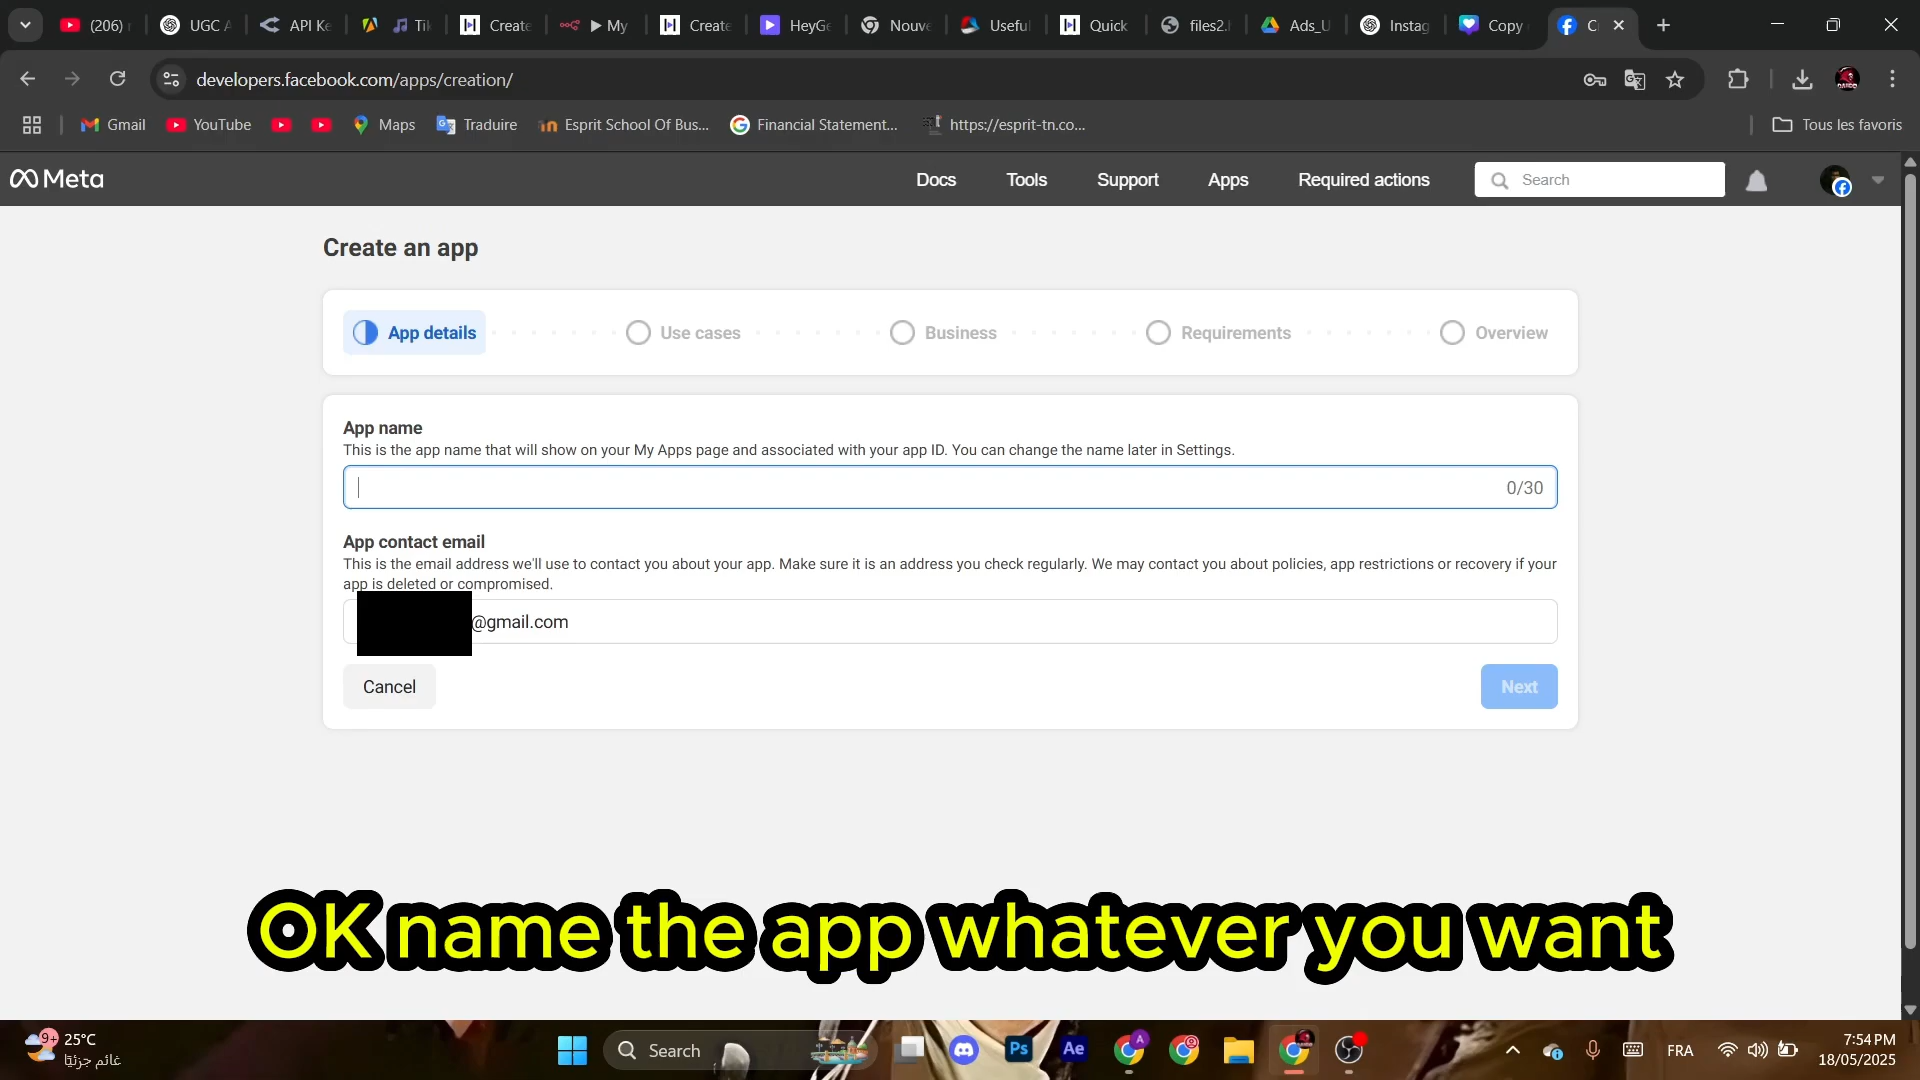 (206)
UGC A
API Ke
Tik
Create
My
Create
HeyGe
Nouve
Useful
Quick
files2.
Ads_U
Instag
Copy
developers.facebook.com/apps/creation/
Gmail
YouTube
Maps
Traduire
Esprit School Of Bus...
Financial Statement...
https://esprit-tn.co...
Tous les favoris
Meta
Docs
Tools
Support
Apps
Required actions
Search
Create an app
App details
Use cases
Business
Requirements
Overview
App name
This is the app name that will show on your My Apps page and associated with your app ID. You can change the name later in Settings.
0/30
App contact email
This is the email address we'll use to contact you about your app. Make sure it is an address you check regularly. We may contact you about policies, app restrictions or recovery if your
app is deleted or compromised.
@gmail.com
Cancel
Next
OK name the app whatever you want
9+
25°C
غائم جزئيًا
Search
Ps
Ae
A
FRA
7:54 PM
18/05/2025